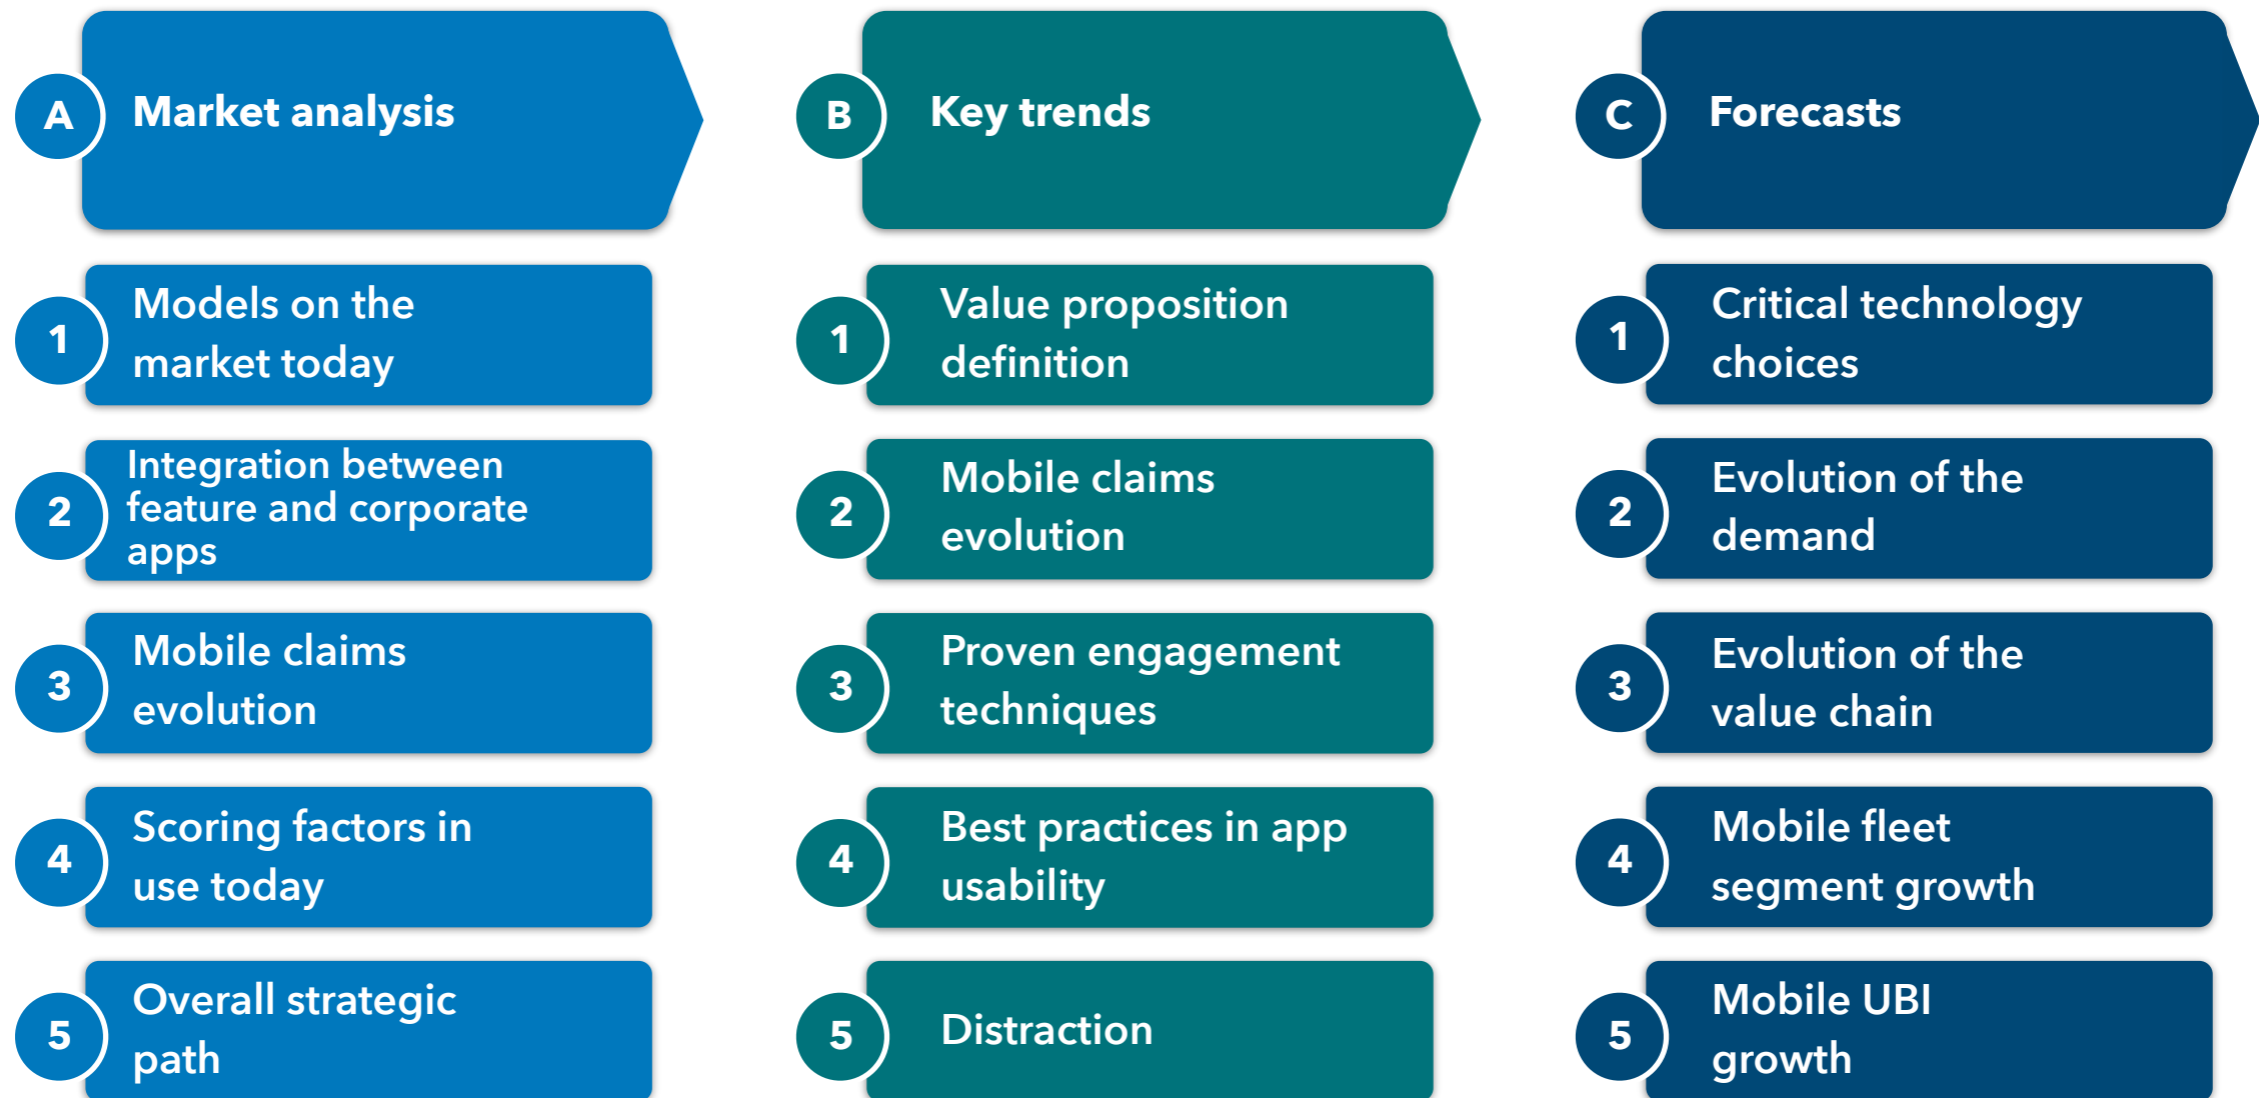 A
Market analysis
1
Models on the
market today
2
Integration between
feature and corporate
apps
3
Mobile claims
evolution
4
Scoring factors in
use today
5
Overall strategic
path
B
Key trends
1
Value proposition
definition
2
Mobile claims
evolution
3
Proven engagement
techniques
4
Best practices in app
usability
5
Distraction
C
Forecasts
1
Critical technology
choices
2
Evolution of the
demand
3
Evolution of the
value chain
4
Mobile fleet
segment growth
5
Mobile UBI
growth